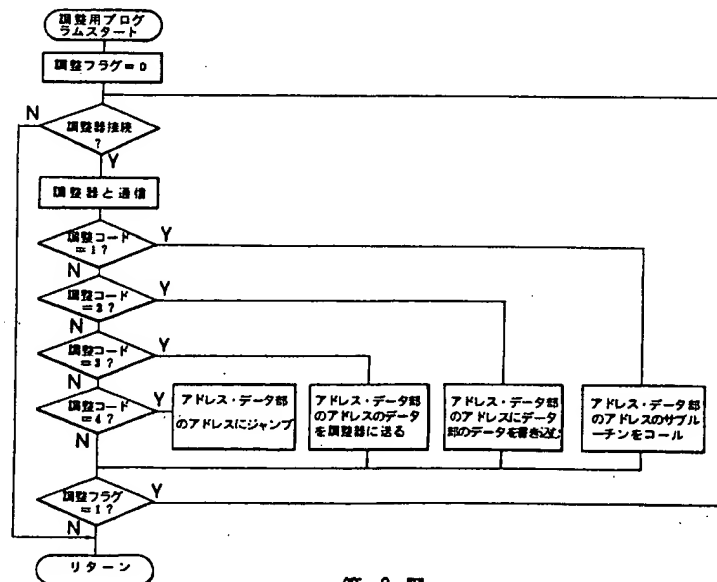 調整用プログ
ラムスタート
調整フラグ=0
N
調整器接続
?
Y
調整器と通信
調整コード
=1?
Y
N
調整コード
=2?
Y
N
調整コード
=3?
Y
N
調整コード
=4?
Y
N
アドレス・データ部
のアドレスにジャンプ
アドレス・データ部
のアドレスのデータ
を調整器に送る
アドレス・データ部
のアドレスにデータ
部のデータを書き込む
アドレス・データ部
のアドレスのサブル
ーチンをコール
調整フラグ
=1?
Y
N
リターン